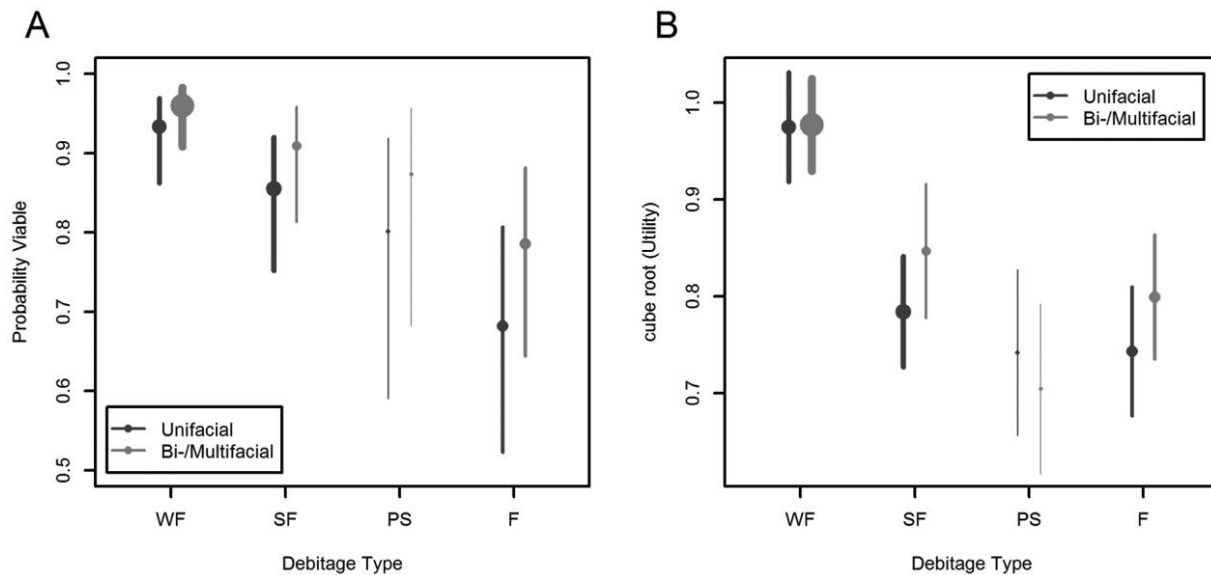 A
Probability Viable
1.0
0.9
0.8
0.7
0.6
0.5
Unifacial
Bi-/Multifacial
WF SF PS F
Debitage Type
B
cube root (Utility)
1.0
0.9
0.8
0.7
Unifacial
Bi-/Multifacial
WF SF PS F
Debitage Type